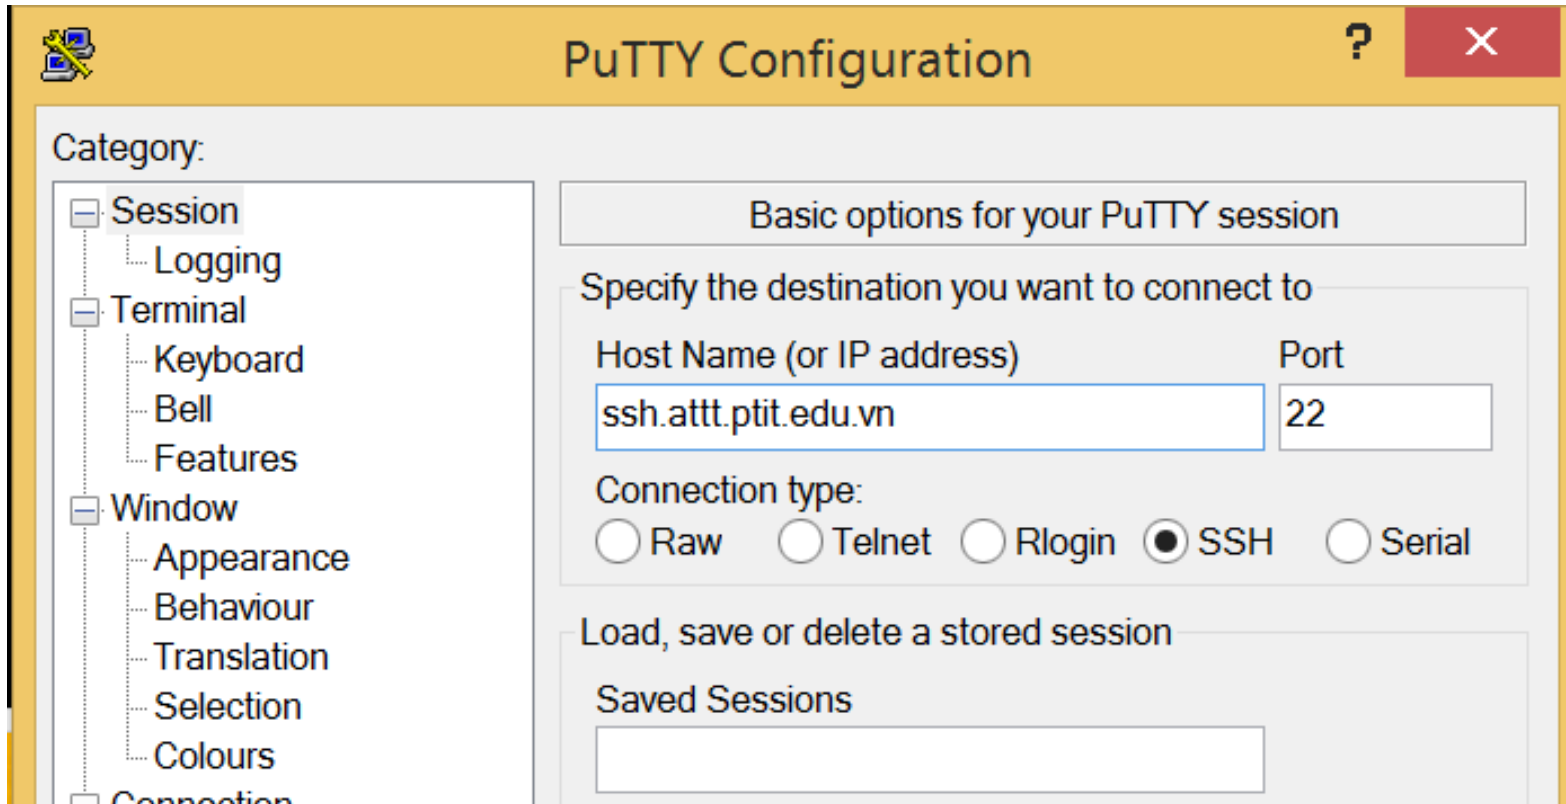 PuTTY Configuration
?
Category:
Session
Logging
Terminal
Keyboard
Bell
Features
Window
Appearance
Behaviour
Translation
Selection
Colours
Connection
Basic options for your PuTTY session
Specify the destination you want to connect to
Host Name (or IP address) Port
ssh.attt.ptit.edu.vn 22
Connection type:
Raw Telnet Rlogin SSH Serial
Load, save or delete a stored session
Saved Sessions